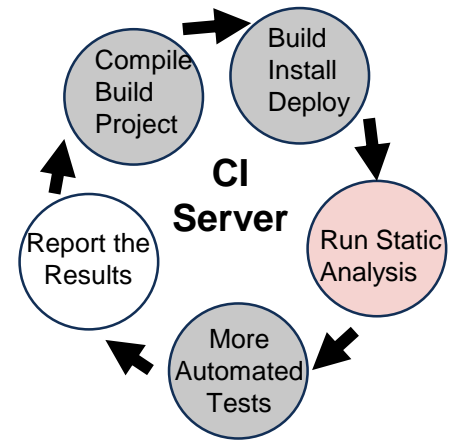 Compile
Build
Project
Build
Install
Deploy
CI
Server
Run Static
Analysis
More
Automated
Tests
Report the
Results